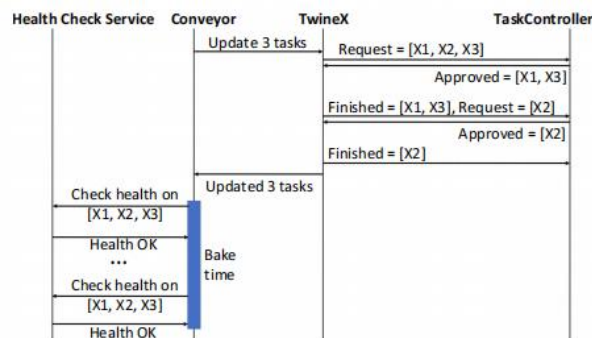 Health Check Service Conveyor TwineX TaskController
Update 3 tasks
Request = [X1, X2, X3]
Approved = [X1, X3]
Finished = [X1, X3], Request = [X2]
Approved = [X2]
Finished = [X2]
Updated 3 tasks
Check health on
[X1, X2, X3]
Health OK
...
Bake
time
Check health on
[X1, X2, X3]
Health OK